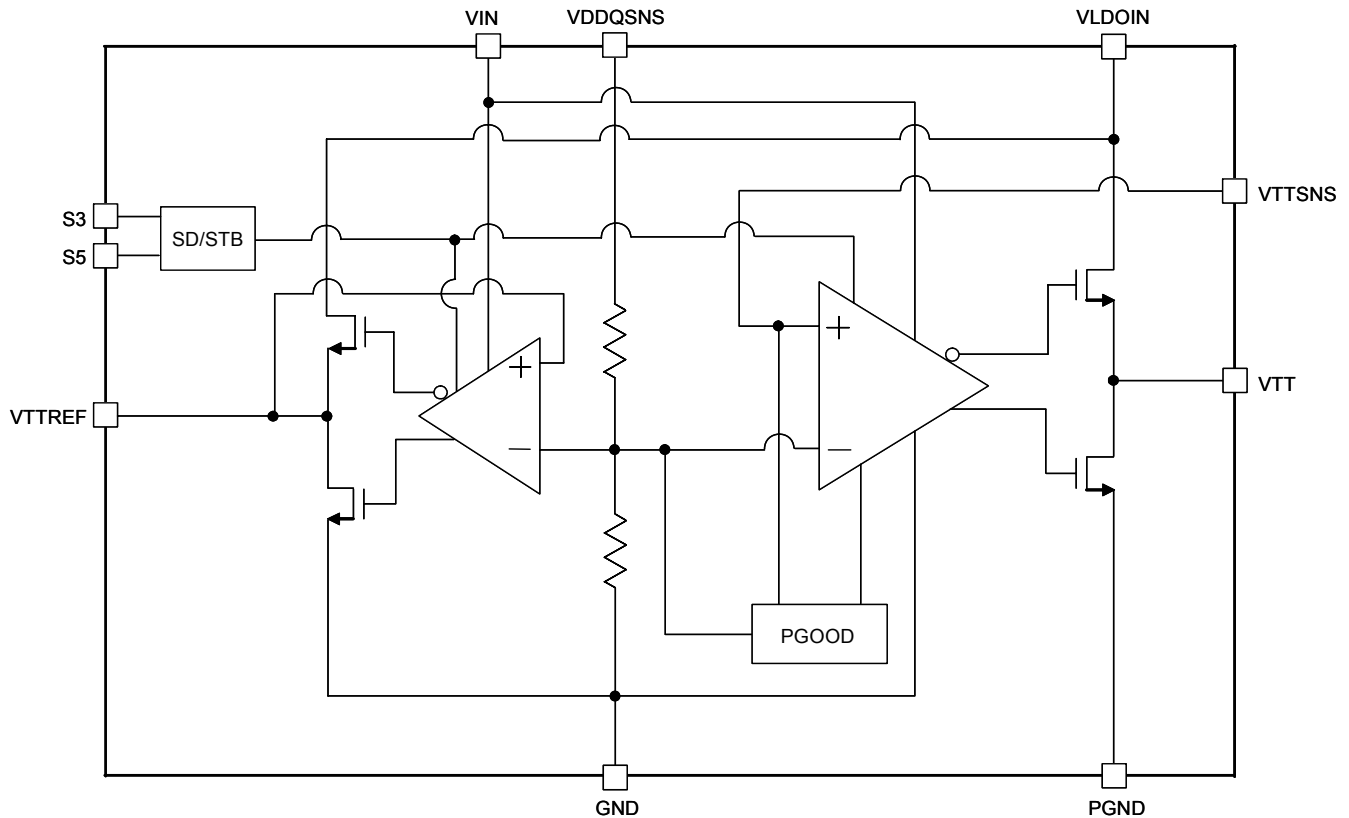 VIN
VDDQSNS
VLDOIN
VTTSNS
S3
SD/STB
S5
+
+
VTT
VTTREF
—
—
PGOOD
GND
PGND